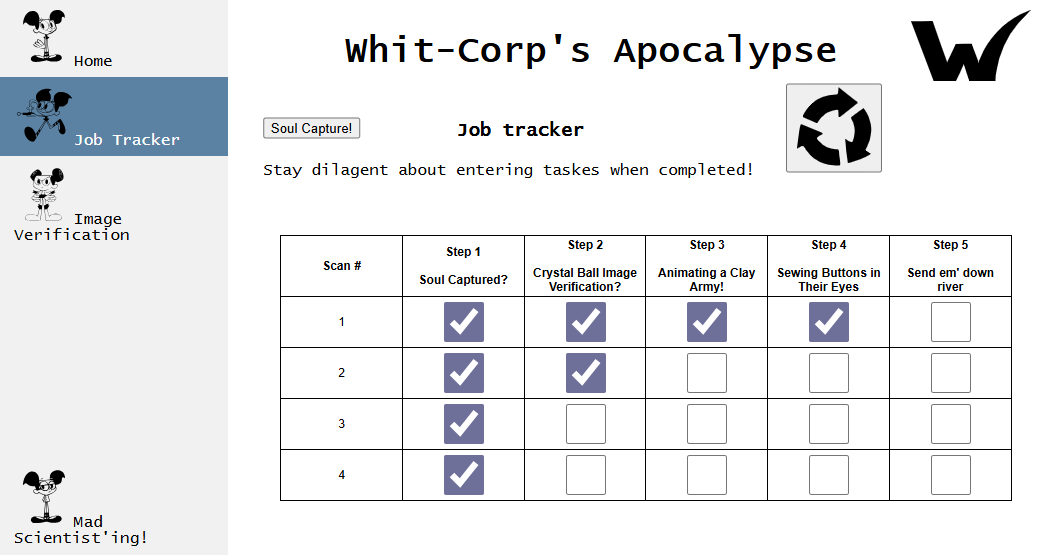 Home
Job Tracker
Image
Verification
Mad
Scientist'ing!
Whit-Corp's Apocalypse
W
Soul Capture!
Job tracker
Stay dilagent about entering taskes when completed!
Scan #
Step 1
Soul Captured?
Step 2
Crystal Ball Image
Verification?
Step 3
Animating a Clay
Army!
Step 4
Sewing Buttons in
Their Eyes
Step 5
Send em' down
river
1
2
3
4